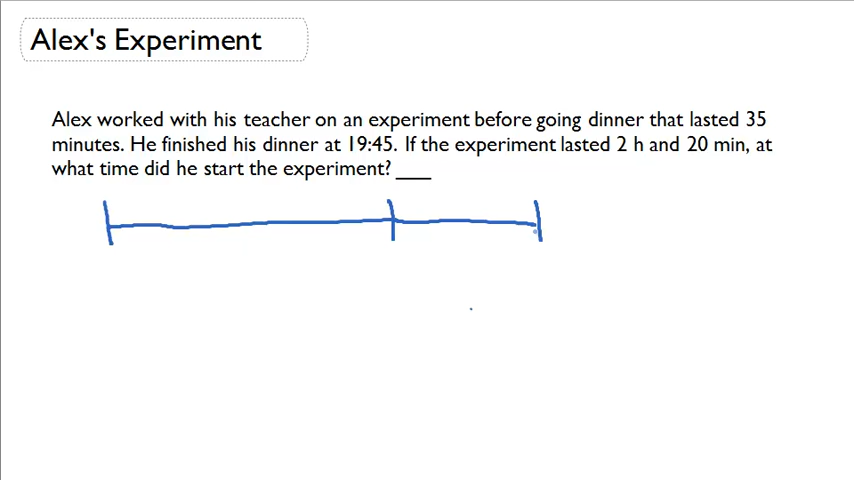 Alex's Experiment
Alex worked with his teacher on an experiment before going dinner that lasted 35
minutes. He finished his dinner at 19:45. If the experiment lasted 2 h and 20 min, at
what time did he start the experiment? ___